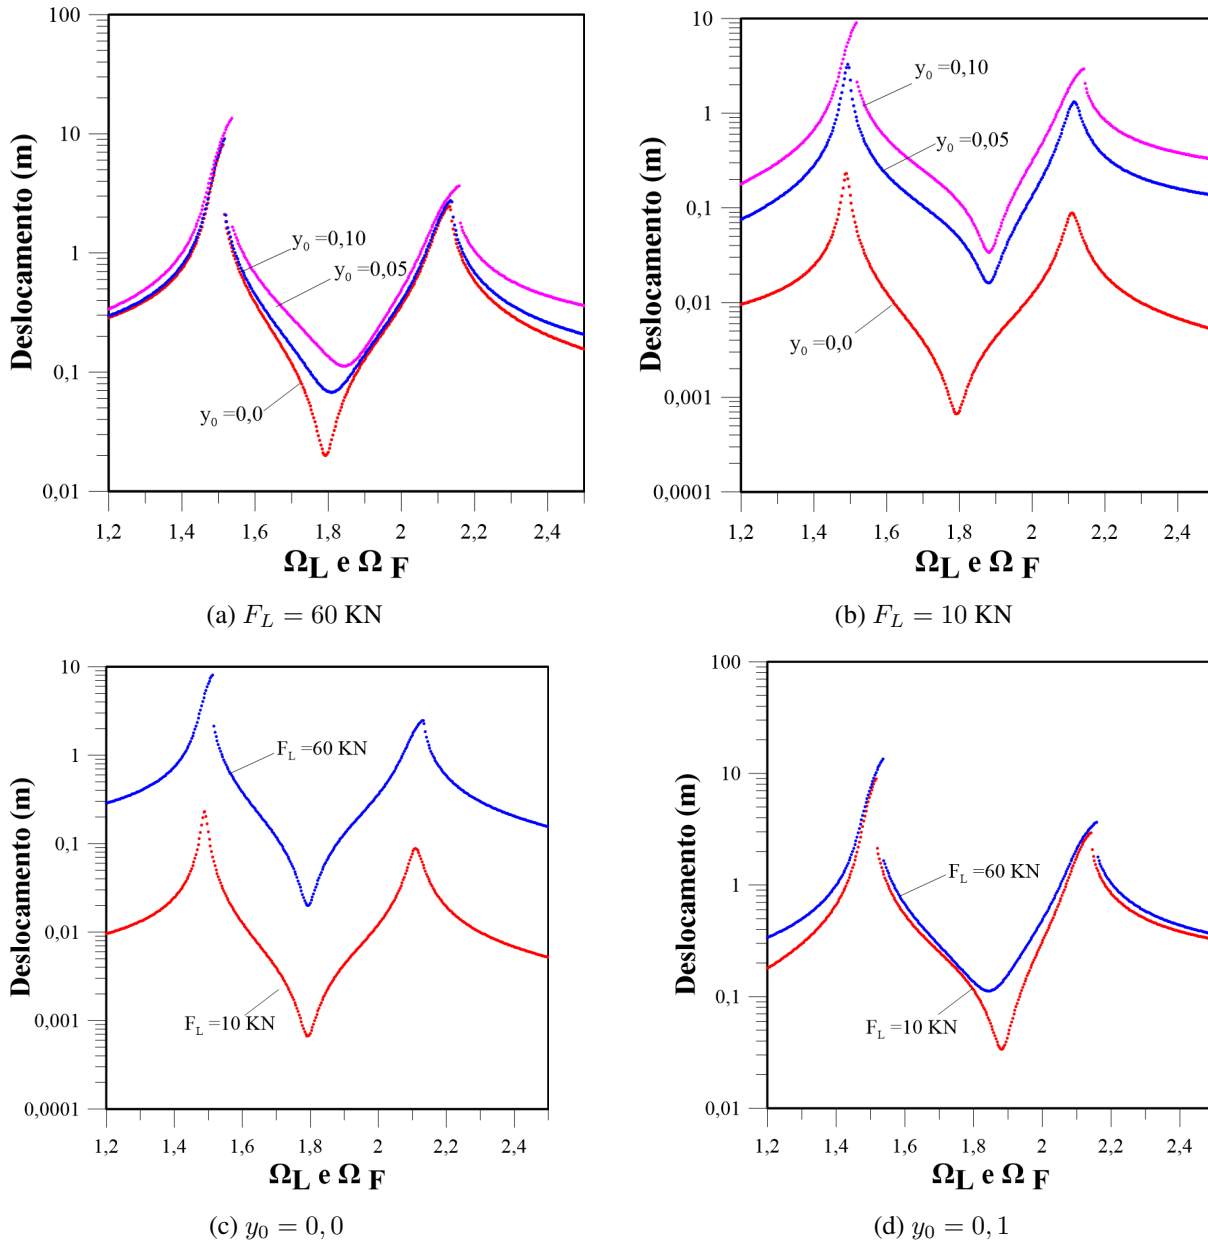 100
10
1
0,1
0,01
Deslocamento (m)
y0 =0,10
y0 =0,05
y0 =0,0
1,2 1,4 1,6 1,8 2 2,2 2,4
ΩL e Ω F
(a) FL = 60 KN
10
1
0,1
0,01
0,001
0,0001
Deslocamento (m)
y0 =0,10
y0 =0,05
y0 =0,0
1,2 1,4 1,6 1,8 2 2,2 2,4
ΩL e Ω F
(b) FL = 10 KN
10
1
0,1
0,01
0,001
0,0001
Deslocamento (m)
FL =60 KN
FL =10 KN
1,2 1,4 1,6 1,8 2 2,2 2,4
ΩL e Ω F
(c) y0 = 0, 0
100
10
1
0,1
0,01
Deslocamento (m)
FL =60 KN
FL =10 KN
1,2 1,4 1,6 1,8 2 2,2 2,4
ΩL e Ω F
(d) y0 = 0, 1